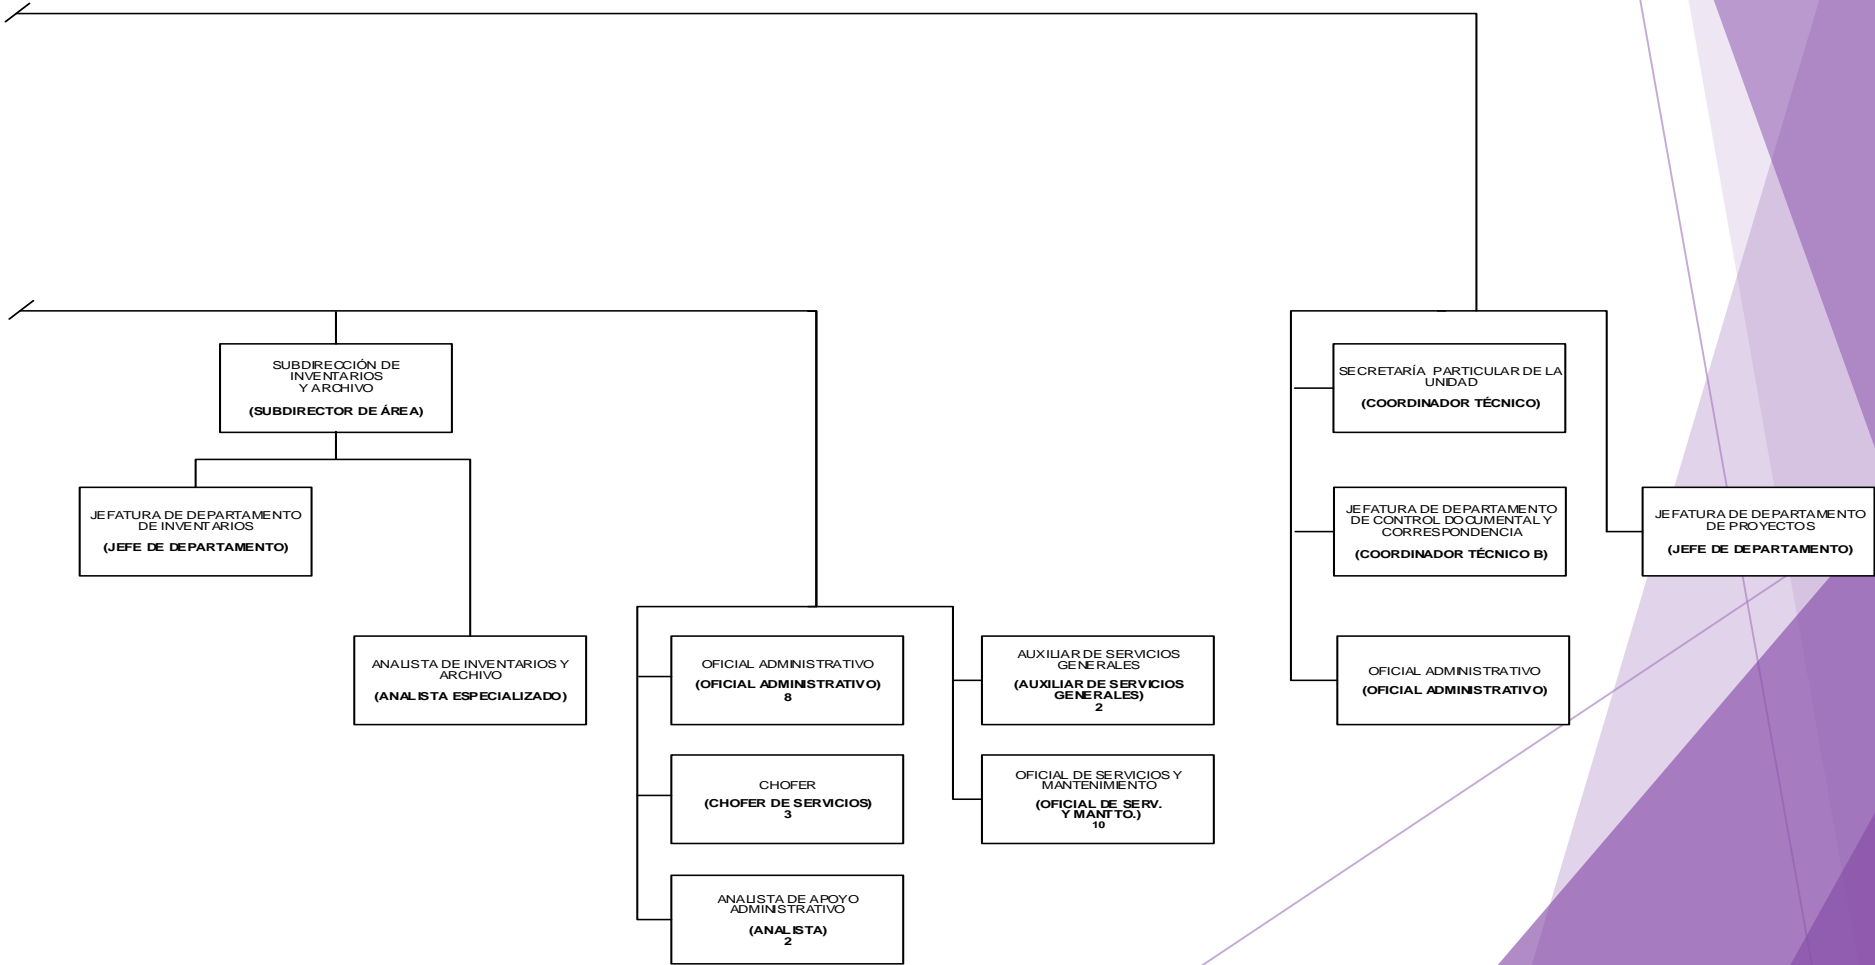 SUBDIRECCIÓN DE
INVENTARIOS
Y ARCHIVO
(SUBDIRECTOR DE ÁREA)
JEFATURA DE DEPARTAMENTO
DE INVENTARIOS
(JEFE DE DEPARTAMENTO)
ANALISTA DE INVENTARIOS Y
ARCHIVO
(ANALISTA ESPECIALIZADO)
OFICIAL ADMINISTRATIVO
(OFICIAL ADMINISTRATIVO)
8
CHOFER
(CHOFER DE SERVICIOS)
3
ANALISTA DE APOYO
ADMINISTRATIVO
(ANALISTA)
2
AUXILIAR DE SERVICIOS
GENERALES
(AUXILIAR DE SERVICIOS
GENERALES)
2
OFICIAL DE SERVICIOS Y
MANTENIMIENTO
(OFICIAL DE SERV.
Y MANTTO.)
10
SECRETARÍA PARTICULAR DE LA
UNIDAD
(COORDINADOR TÉCNICO)
JEFATURA DE DEPARTAMENTO
DE CONTROL DOCUMENTAL Y
CORRESPONDENCIA
(COORDINADOR TÉCNICO B)
OFICIAL ADMINISTRATIVO
(OFICIAL ADMINISTRATIVO)
JEFATURA DE DEPARTAMENTO
DE PROYECTOS
(JEFE DE DEPARTAMENTO)